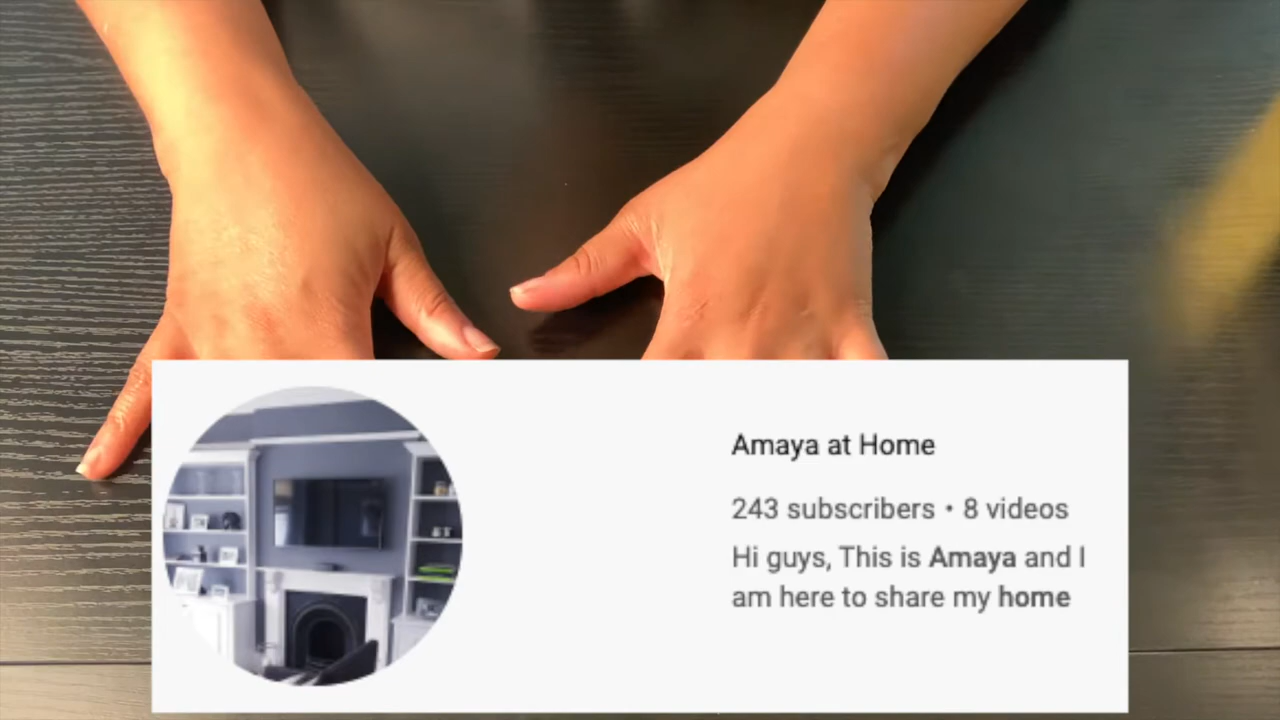 Amaya at Home
243 subscribers • 8 videos
Hi guys, This is Amaya and I
am here to share my home